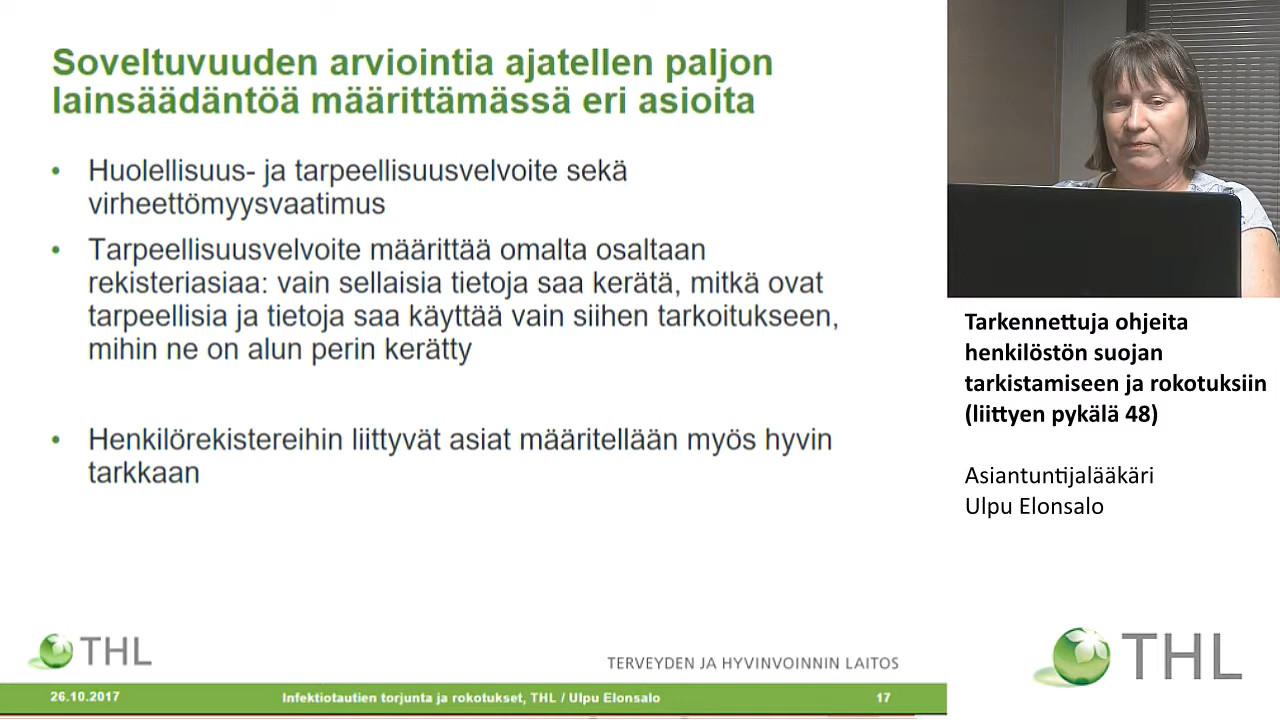 Soveltuvuuden arviointia ajatellen paljon
lainsäädäntöä määrittämässä eri asioita
• Huolellisuus- ja tarpeellisuusvelvoite sekä
virheettömyysvaatimus
• Tarpeellisuusvelvoite määrittää omalta osaltaan
rekisteriasiaa: vain sellaisia tietoja saa kerätä, mitkä ovat
tarpeellisia ja tietoja saa käyttää vain siihen tarkoitukseen,
mihin ne on alun perin kerätty
• Henkilörekistereihin liittyvät asiat määritellään myös hyvin
tarkkaan
THL
TERVEYDEN JA HYVINVOINNIN LAITOS
26.10.2017
Infektiotautien torjunta ja rokotukset, THL / Ulpu Elonsalo
17
Tarkennettuja ohjeita
henkilöstön suojan
tarkistamiseen ja rokotuksiin
(liittyen pykälä 48)
Asiantuntijalääkäri
Ulpu Elonsalo
THL